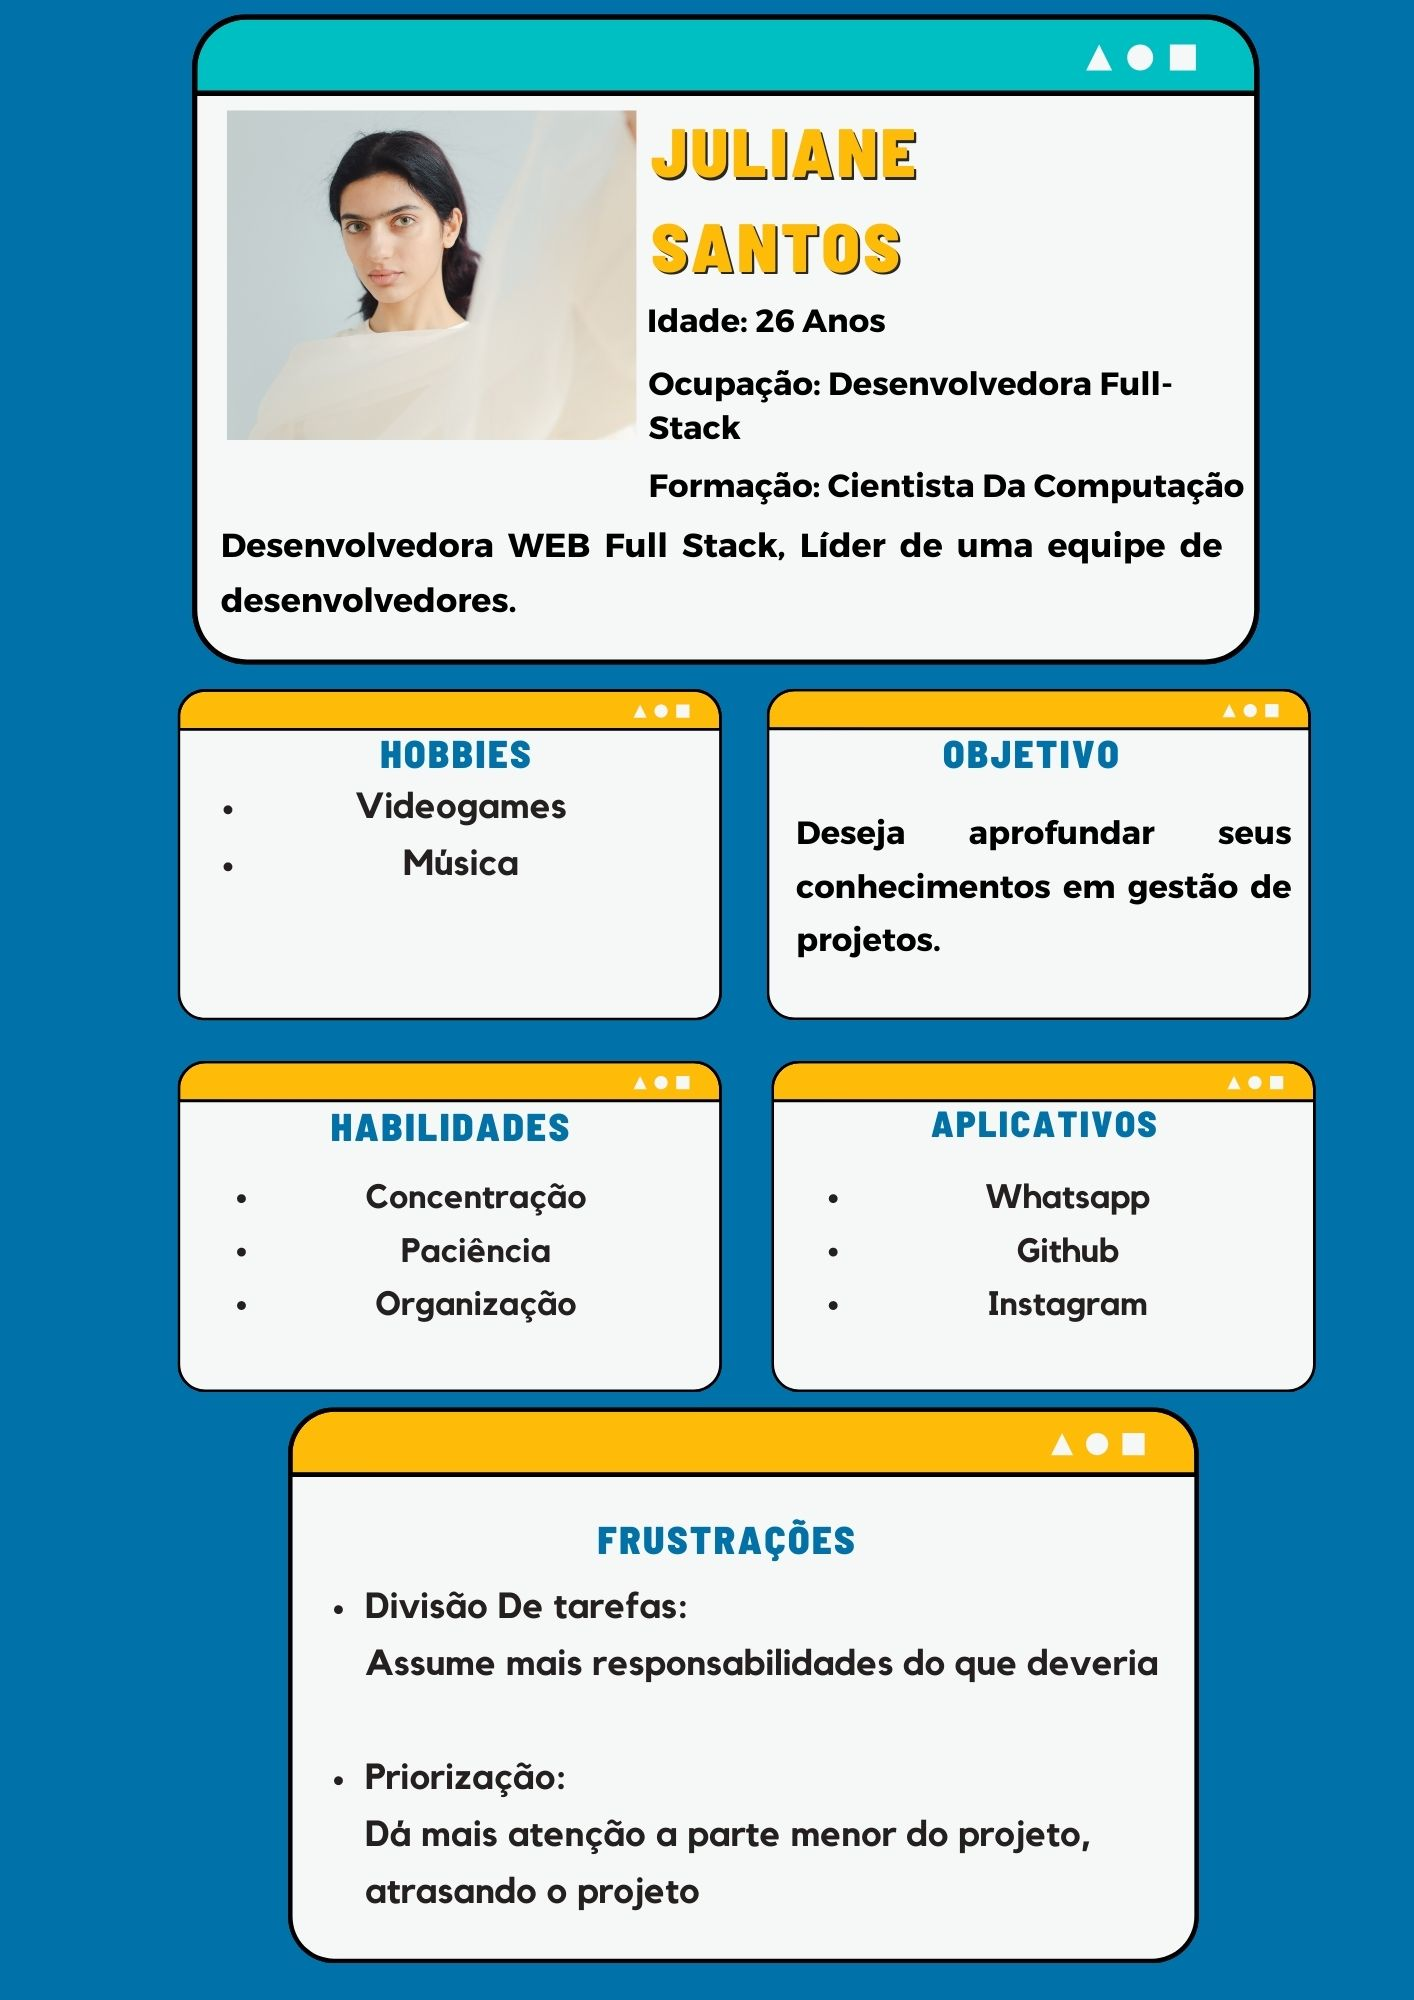 JULIANE
SANTOS
Idade: 26 Anos
Ocupação: Desenvolvedora Full-
Stack
Formação: Cientista Da Computação
Desenvolvedora WEB Full Stack, Líder de uma equipe de
desenvolvedores.
HOBBIES
• Videogames
• Música
OBJETIVO
Deseja aprofundar seus
conhecimentos em gestão de
projetos.
HABILIDADES
• Concentração
• Paciência
• Organização
APLICATIVOS
• Whatsapp
• Github
• Instagram
FRUSTRAÇÕES
• Divisão De tarefas:
Assume mais responsabilidades do que deveria
• Priorização:
Dá mais atenção a parte menor do projeto,
atrasando o projeto